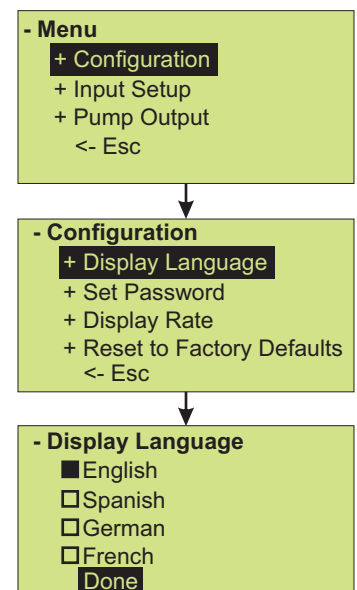 - Menu
+ Configuration
+ Input Setup
+ Pump Output
<- Esc
- Configuration
+ Display Language
+ Set Password
+ Display Rate
+ Reset to Factory Defaults
<- Esc
- Display Language
English
Spanish
German
French
Done